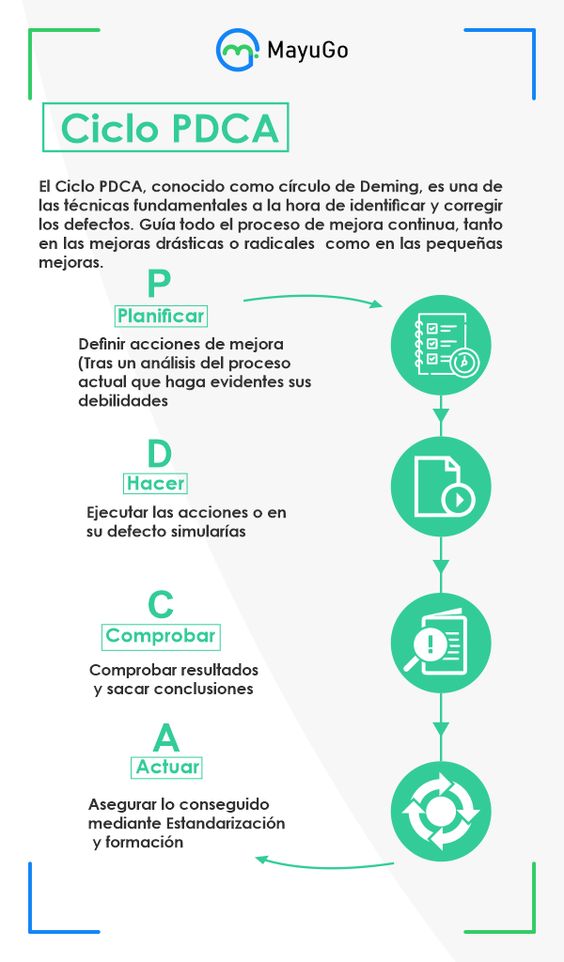 MayuGo
Ciclo PDCA
El Ciclo PDCA, conocido como círculo de Deming, es una de
las técnicas fundamentales a la hora de identificar y corregir
los defectos. Guía todo el proceso de mejora continua, tanto
en las mejoras drásticas o radicales como en las pequeñas
mejoras.
P
Planificar
Definir acciones de mejora
(Tras un análisis del proceso
actual que haga evidentes sus
debilidades
D
Hacer
Ejecutar las acciones o en
su defecto simularías
C
Comprobar
Comprobar resultados
y sacar conclusiones
A
Actuar
Asegurar lo conseguido
mediante Estandarización
y formación